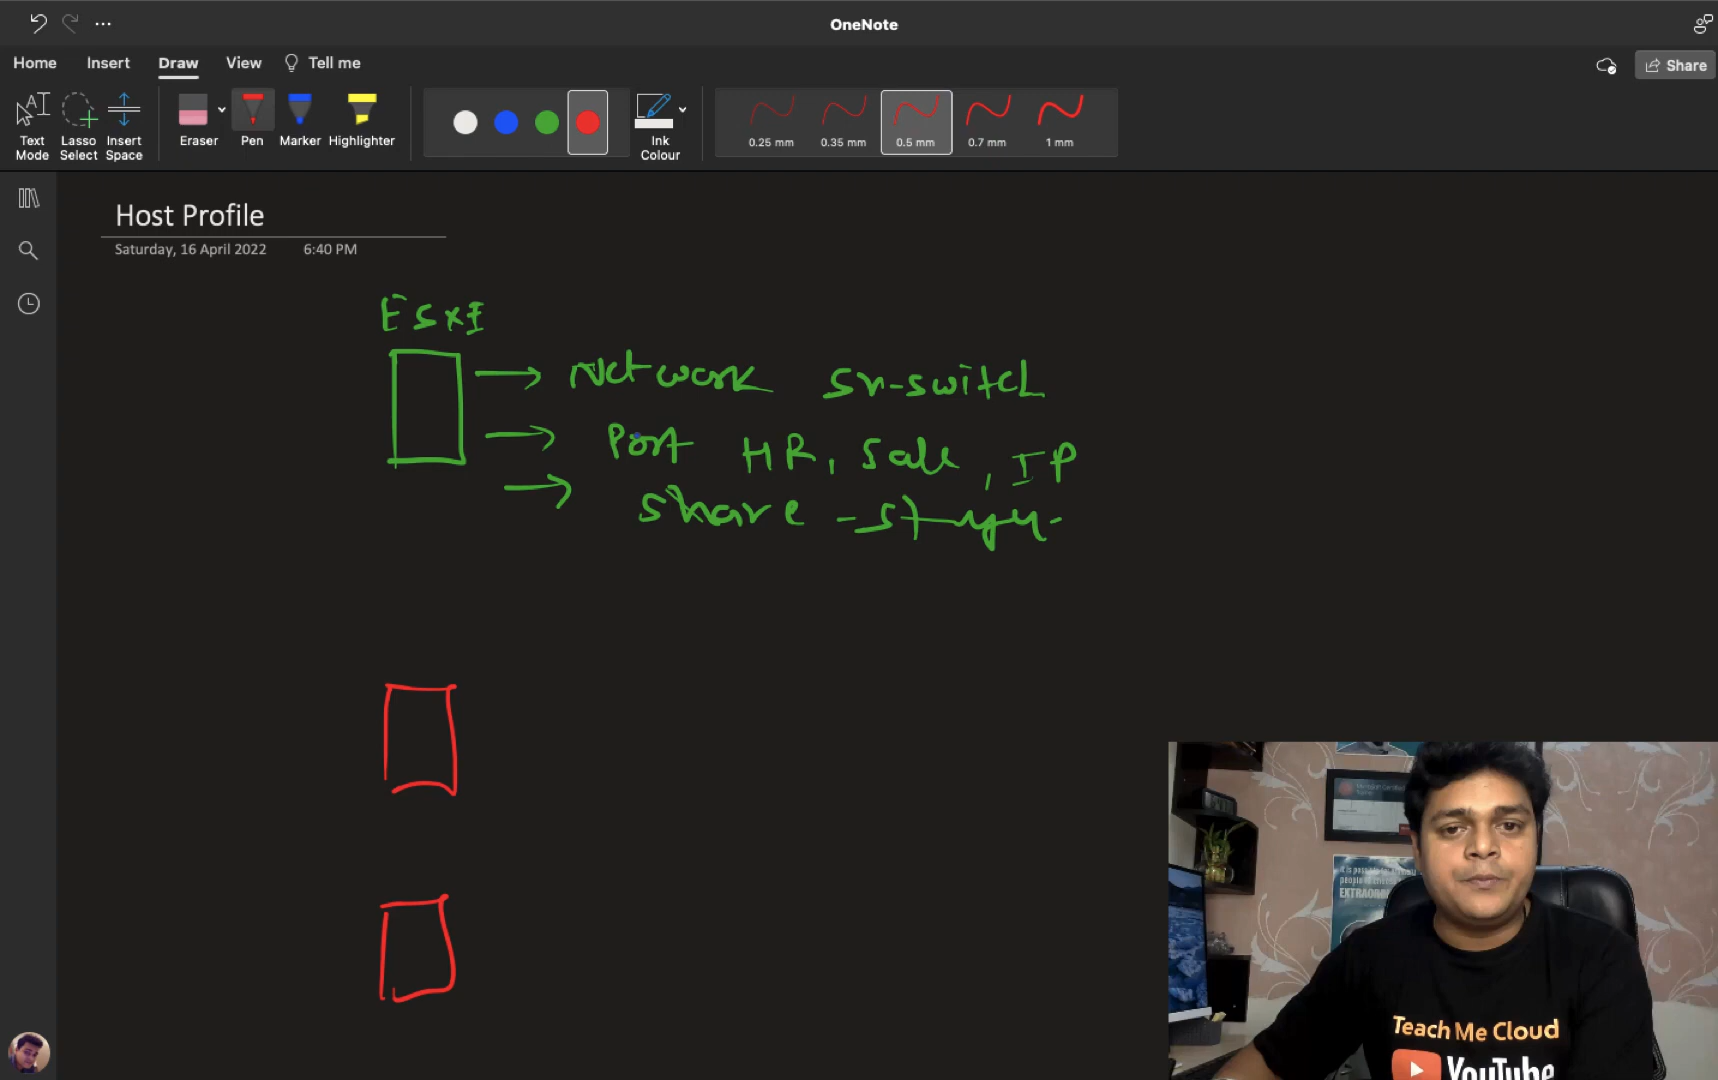 OneNote
Home Insert Draw View Tell me
Share
Text Mode
Lasso Select
Insert Space
Eraser
Pen
Marker
Highlighter
Ink Colour
0.25 mm
0.35 mm
0.5 mm
0.7 mm
1 mm
Host Profile
Saturday, 16 April 2022 6:40 PM
ESXI
Network
Port HR, Sale, IP
Share
EXTRAOR
Teach Me Cloud
YouTube